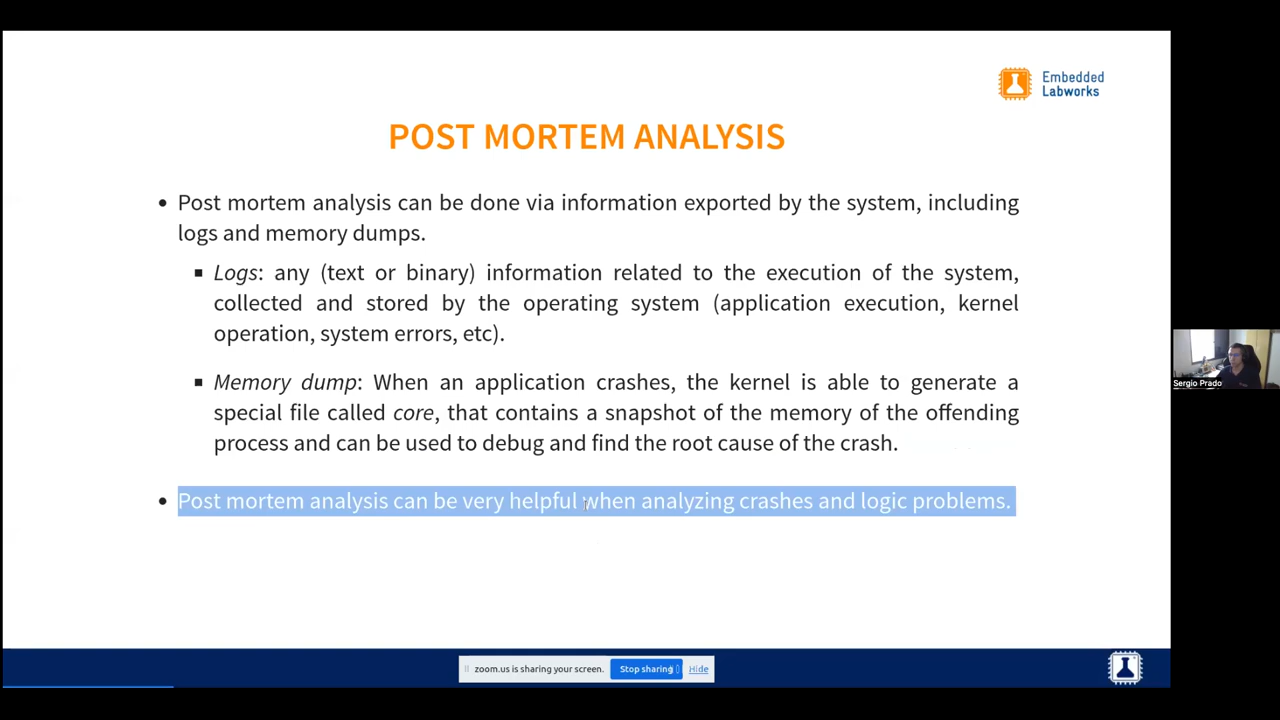 Embedded
Labworks
POST MORTEM ANALYSIS
• Post mortem analysis can be done via information exported by the system, including
logs and memory dumps.
▪ Logs: any (text or binary) information related to the execution of the system,
collected and stored by the operating system (application execution, kernel
operation, system errors, etc).
▪ Memory dump: When an application crashes, the kernel is able to generate a
special file called core, that contains a snapshot of the memory of the offending
process and can be used to debug and find the root cause of the crash.
• Post mortem analysis can be very helpful when analyzing crashes and logic problems.
Sergio Prado
zoom.us is sharing your screen. Stop sharing Hide